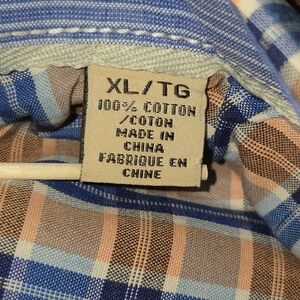 XL/TG
100% COTTON
/COTON
MADE IN
CHINA
FABRIQUE EN
CHINE